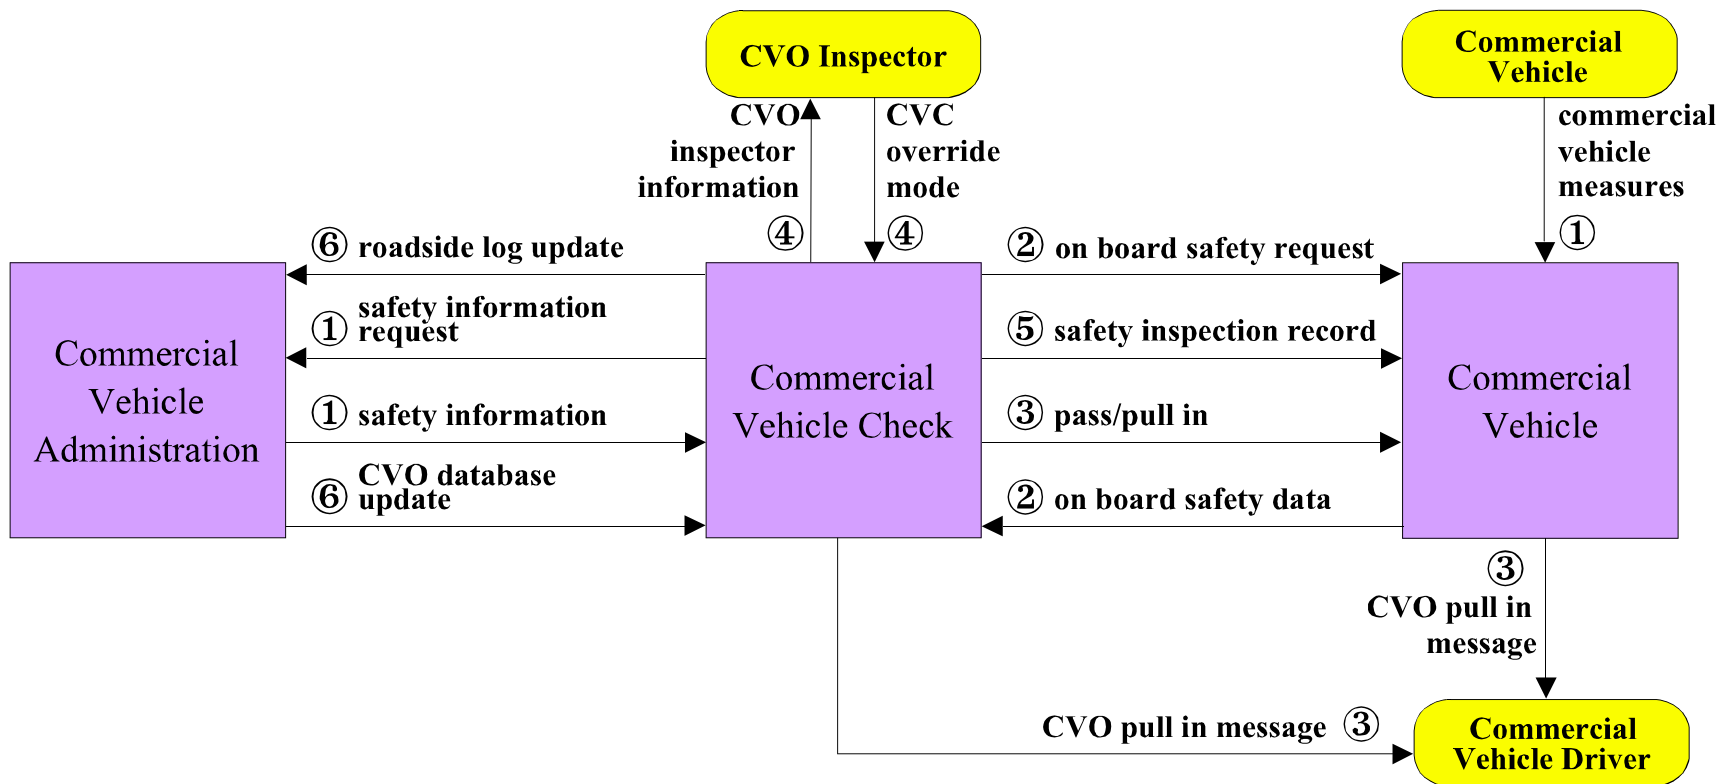 CVO Inspector
Commercial
Vehicle
CVO
inspector
information
④
CVC
override
mode
④
commercial
vehicle
measures
①
⑥ roadside log update
safety information
① request
① safety information
CVO database
⑥ update
② on board safety request
⑤ safety inspection record
③ pass/pull in
② on board safety data
Commercial
Vehicle
Administration
Commercial
Vehicle Check
Commercial
Vehicle
③
CVO pull in
message
CVO pull in message ③
Commercial
Vehicle Driver